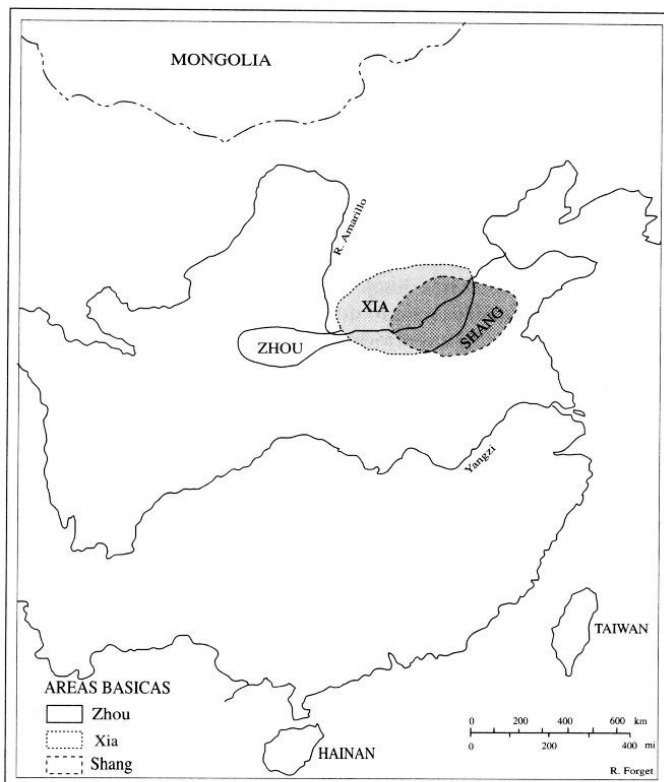 MONGOLIA
R. Amarillo
XIA
SHANG
ZHOU
Yangzi
TAIWAN
AREAS BASICAS
Zhou
Xia
Shang
HAINAN
0 200 400 600 km
0 200 400 mi
R. Forget